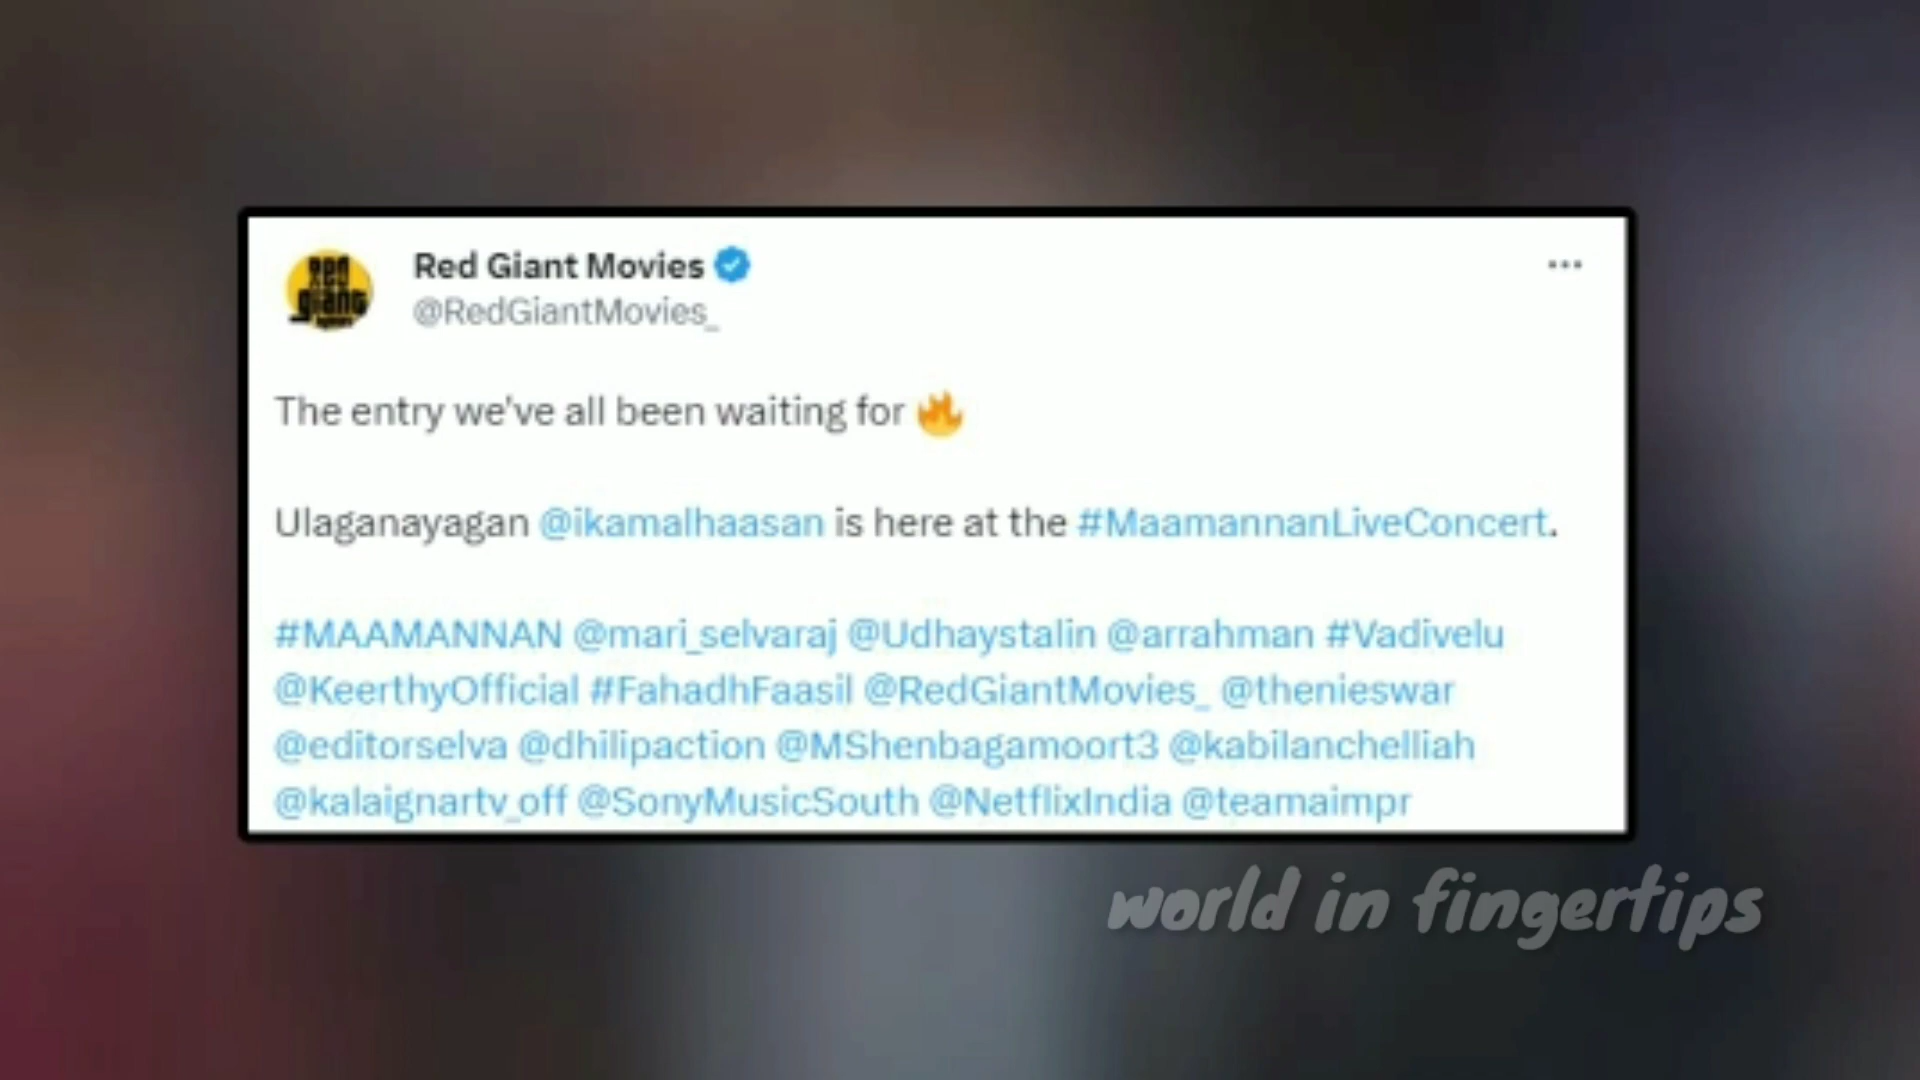 red
giant
Red Giant Movies
@RedGiantMovies_
The entry we've all been waiting for 🔥
Ulaganayagan @ikamalhaasan is here at the #MaamannanLiveConcert.
#MAAMANNAN @mari_selvaraj @Udhaystalin @arrahman #Vadivelu
@KeerthyOfficial #FahadhFaasil @RedGiantMovies_ @thenieswar
@editorselva @dhilipaction @MShenbagamoort3 @kabilanchelliah
@kalaignartv_off @SonyMusicSouth @NetflixIndia @teamaimpr
world in fingertips